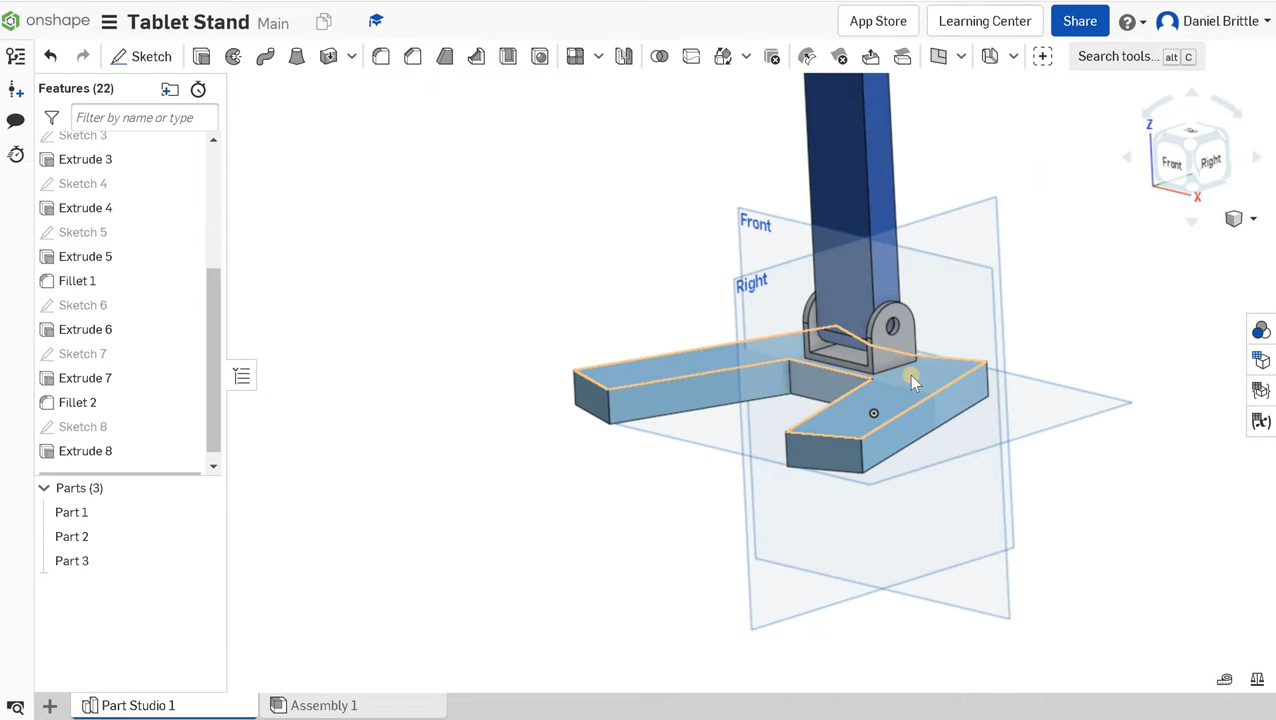 onshape Tablet Stand Main App Store Learning Center Share Daniel Brittle
Sketch Search tools... alt C
Features (22)
Filter by name or type
Sketch 3
Extrude 3
Sketch 4
Extrude 4
Sketch 5
Extrude 5
Fillet 1
Sketch 6
Extrude 6
Sketch 7
Extrude 7
Fillet 2
Sketch 8
Extrude 8
Parts (3)
Part 1
Part 2
Part 3
Front
Right
Z
Front
Right
X
(x)
Part Studio 1
Assembly 1